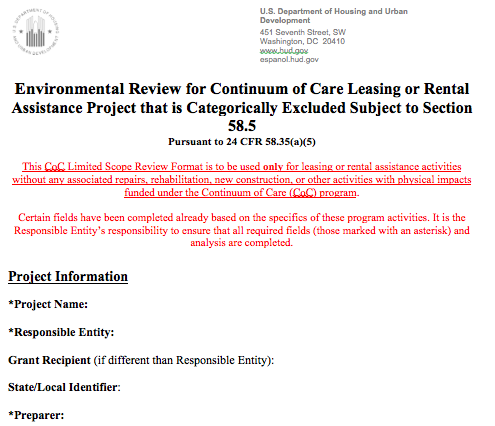 U.S. Department of Housing and Urban
Development
451 Seventh Street, SW
Washington, DC 20410
www.hud.gov
espanol.hud.gov
Environmental Review for Continuum of Care Leasing or Rental
Assistance Project that is Categorically Excluded Subject to Section
58.5
Pursuant to 24 CFR 58.35(a)(5)
This CoC Limited Scope Review Format is to be used only for leasing or rental assistance activities
without any associated repairs, rehabilitation, new construction, or other activities with physical impacts
funded under the Continuum of Care (CoC) program.
Certain fields have been completed already based on the specifics of these program activities. It is the
Responsible Entity's responsibility to ensure that all required fields (those marked with an asterisk) and
analysis are completed.
Project Information
*Project Name:
*Responsible Entity:
Grant Recipient (if different than Responsible Entity):
State/Local Identifier:
*Preparer: